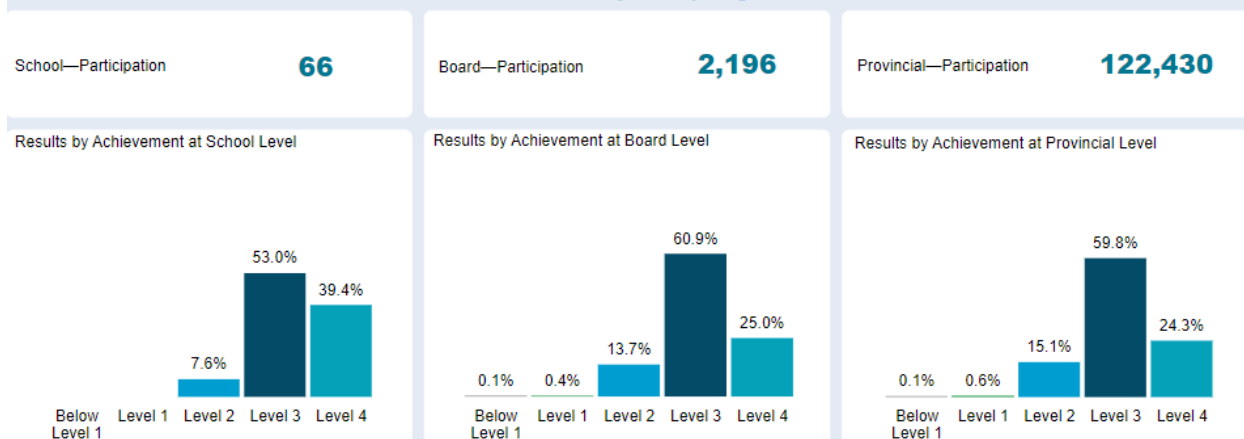 School—Participation 66
Board—Participation 2,196
Provincial—Participation 122,430
Results by Achievement at School Level
53.0%
39.4%
7.6%
Below Level 1 Level 1 Level 2 Level 3 Level 4
Results by Achievement at Board Level
60.9%
25.0%
13.7%
0.1% 0.4%
Below Level 1 Level 1 Level 2 Level 3 Level 4
Results by Achievement at Provincial Level
59.8%
24.3%
15.1%
0.1% 0.6%
Below Level 1 Level 1 Level 2 Level 3 Level 4